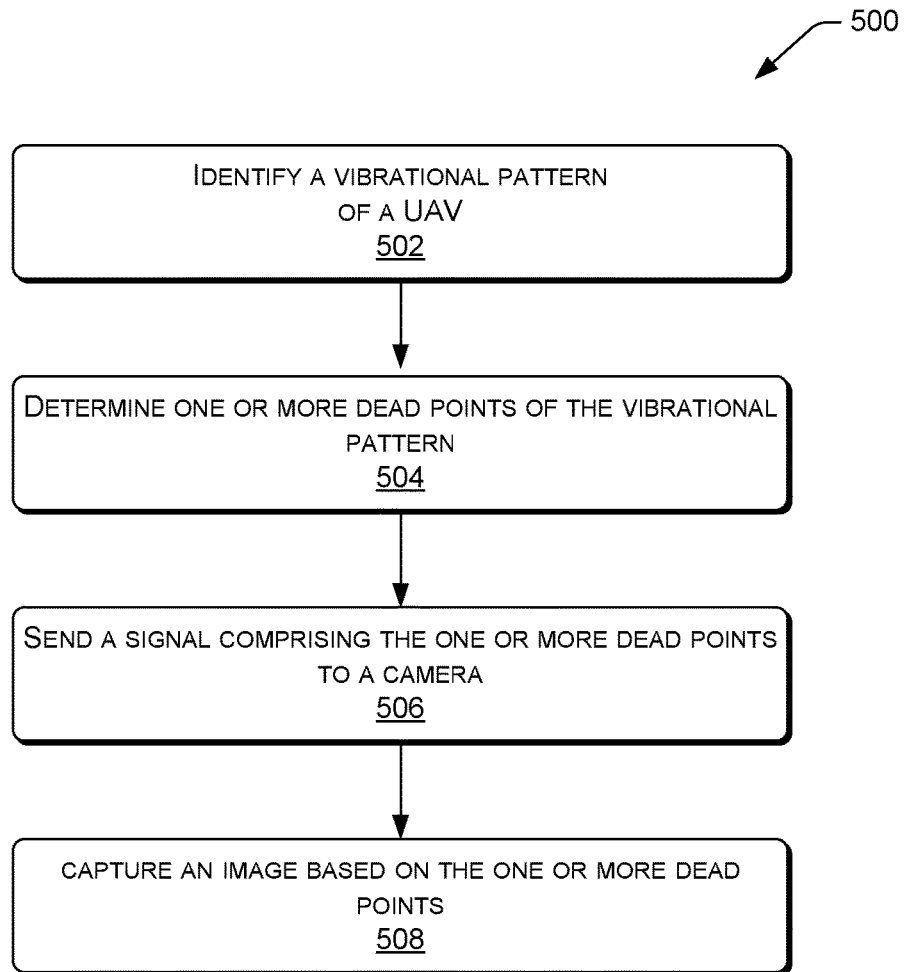 500
IDENTIFY A VIBRATIONAL PATTERN
OF A UAV
502
DETERMINE ONE OR MORE DEAD POINTS OF THE VIBRATIONAL
PATTERN
504
SEND A SIGNAL COMPRISING THE ONE OR MORE DEAD POINTS
TO A CAMERA
506
CAPTURE AN IMAGE BASED ON THE ONE OR MORE DEAD
POINTS
508